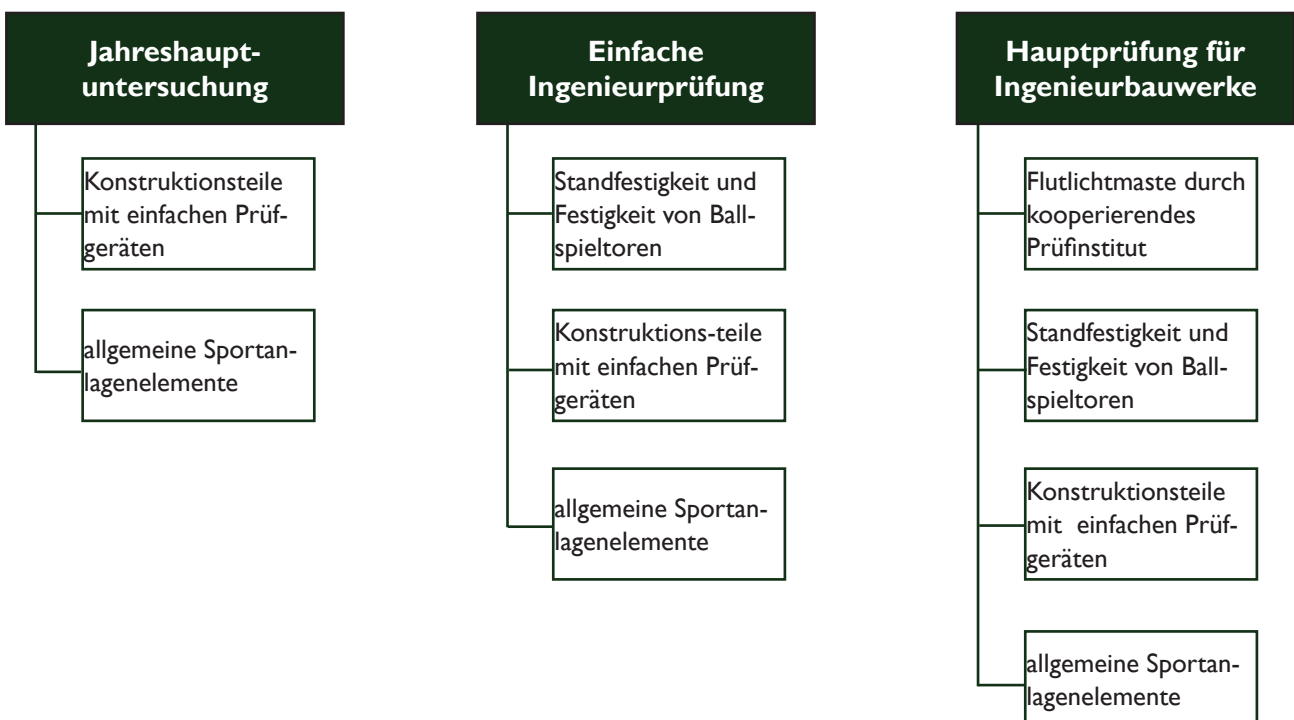 Jahreshaupt-
untersuchung
Konstruktionsteile
mit einfachen Prüf-
geräten
allgemeine Sportan-
lagenelemente
Einfache
Ingenieurprüfung
Standfestigkeit und
Festigkeit von Ball-
spieltoren
Konstruktions-teile
mit einfachen Prüf-
geräten
allgemeine Sportan-
lagenelemente
Hauptprüfung für
Ingenieurbauwerke
Flutlichtmaste durch
kooperierendes
Prüfinstitut
Standfestigkeit und
Festigkeit von Ball-
spieltoren
Konstruktionsteile
mit  einfachen Prüf-
geräten
allgemeine Sportan-
lagenelemente